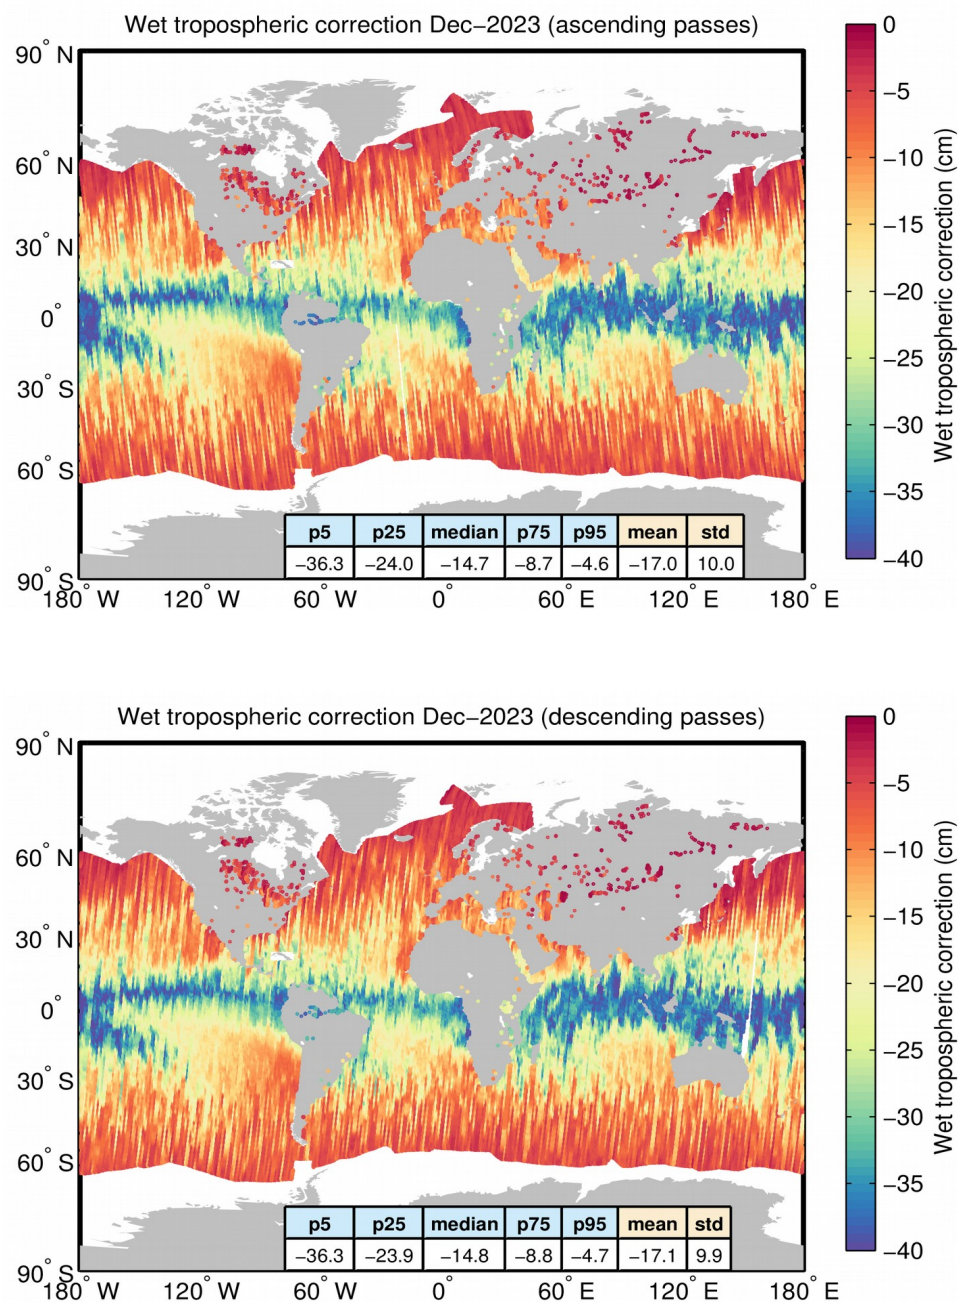 Wet tropospheric correction Dec−2023 (ascending passes)
90° N
60° N
30° N
0°
30° S
60° S
90° S
180° W 120° W 60° W 0° 60° E 120° E 180° E
p5 p25 median p75 p95 mean std
−36.3 −24.0 −14.7 −8.7 −4.6 −17.0 10.0
0
−5
−10
−15
−20
−25
−30
−35
−40
Wet tropospheric correction (cm)
Wet tropospheric correction Dec−2023 (descending passes)
90° N
60° N
30° N
0°
30° S
60° S
90° S
180° W 120° W 60° W 0° 60° E 120° E 180° E
p5 p25 median p75 p95 mean std
−36.3 −23.9 −14.8 −8.8 −4.7 −17.1 9.9
0
−5
−10
−15
−20
−25
−30
−35
−40
Wet tropospheric correction (cm)